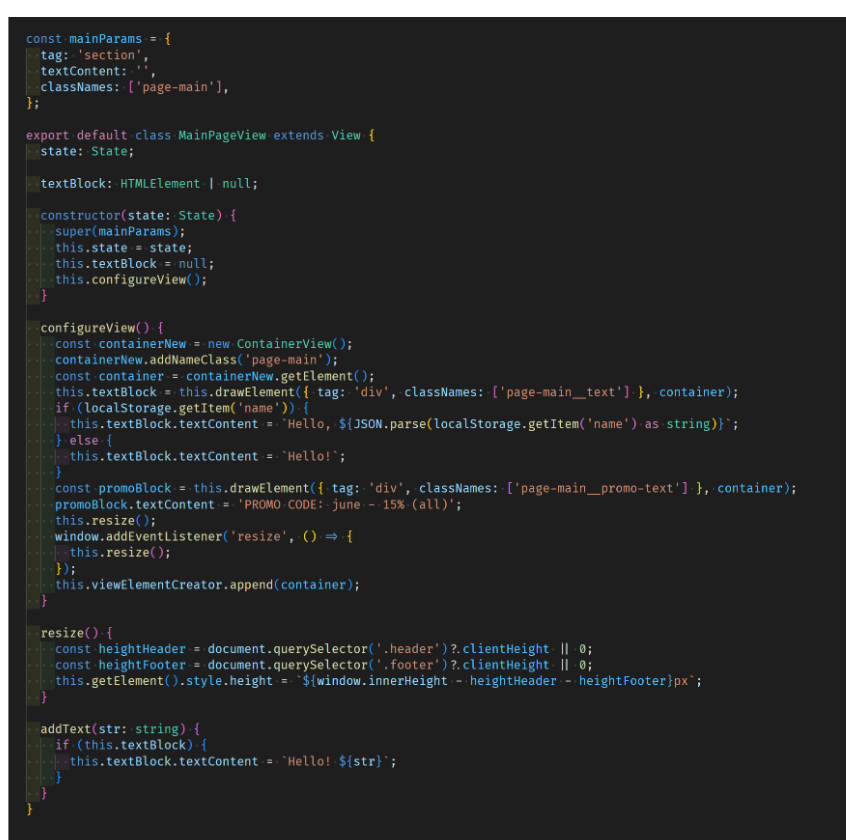 const mainParams = {
  tag: 'section',
  textContent: '',
  classNames: ['page-main'],
};

export default class MainPageView extends View {
  state: State;

  textBlock: HTMLElement | null;

  constructor(state: State) {
    super(mainParams);
    this.state = state;
    this.textBlock = null;
    this.configureView();
  }

  configureView() {
    const containerNew = new ContainerView();
    containerNew.addNameClass('page-main');
    const container = containerNew.getElement();
    this.textBlock = this.drawElement({ tag: 'div', classNames: ['page-main__text'] }, container);
    if (localStorage.getItem('name')) {
      this.textBlock.textContent = `Hello, ${JSON.parse(localStorage.getItem('name') as string)}`;
    } else {
      this.textBlock.textContent = `Hello!`;
    }
    const promoBlock = this.drawElement({ tag: 'div', classNames: ['page-main__promo-text'] }, container);
    promoBlock.textContent = 'PROMO CODE: june - 15% (all)';
    this.resize();
    window.addEventListener('resize', () => {
      this.resize();
    });
    this.viewElementCreator.append(container);
  }

  resize() {
    const heightHeader = document.querySelector('.header')?.clientHeight || 0;
    const heightFooter = document.querySelector('.footer')?.clientHeight || 0;
    this.getElement().style.height = `${window.innerHeight - heightHeader - heightFooter}px`;
  }

  addText(str: string) {
    if (this.textBlock) {
      this.textBlock.textContent = `Hello! ${str}`;
    }
  }
}